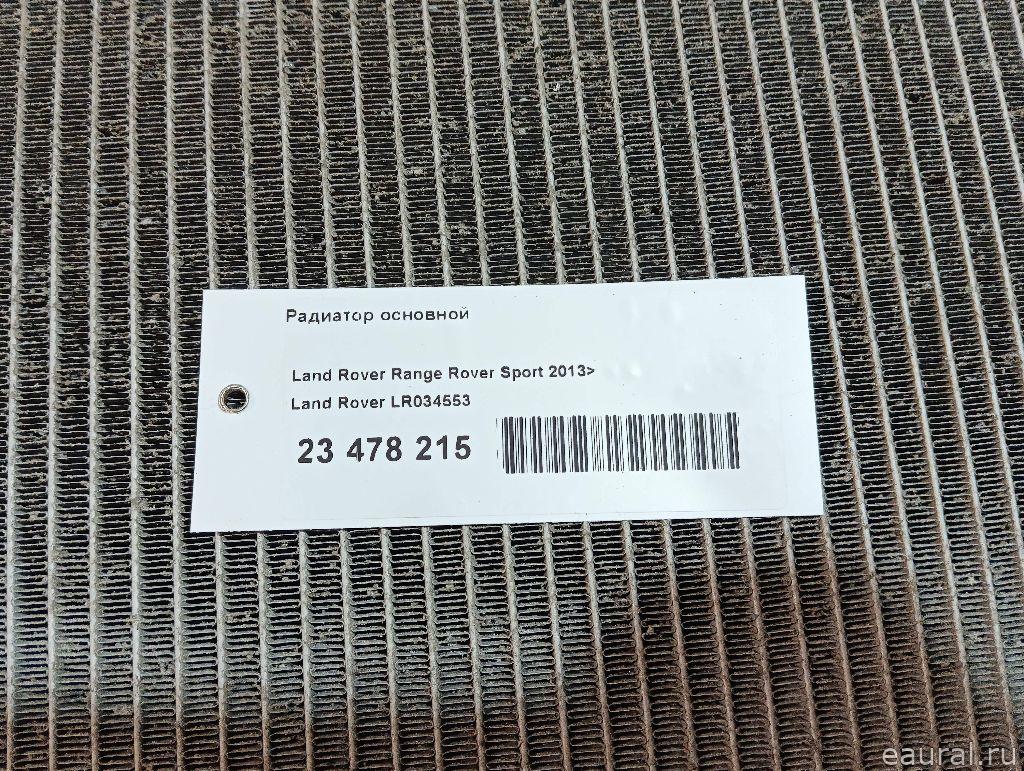 Радиатор основной
Land Rover Range Rover Sport 2013>
Land Rover LR034553
23 478 215
eaural.ru